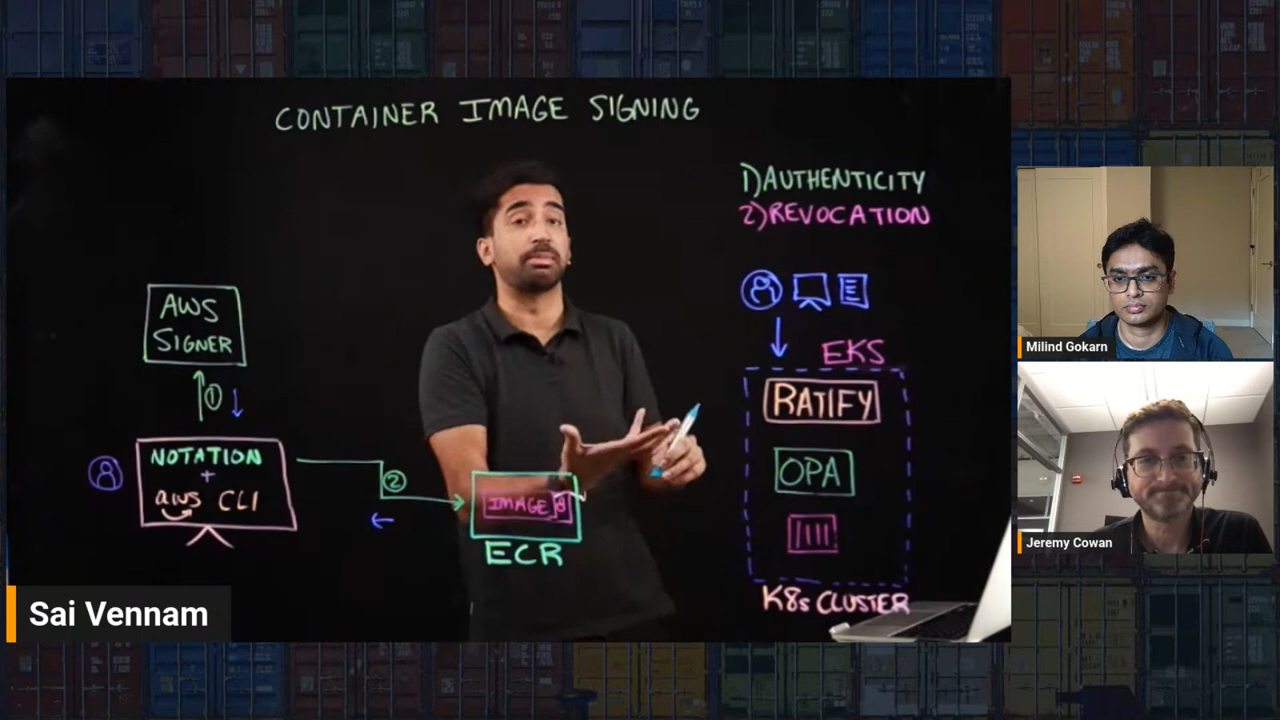 CONTAINER IMAGE SIGNING
1) AUTHENTICITY
2) REVOCATION
AWS
SIGNER
①
NOTATION
+
aws CLI
②
IMAGE
ECR
EKS
RATIFY
OPA
K8s CLUSTER
Sai Vennam
Milind Gokarn
Jeremy Cowan